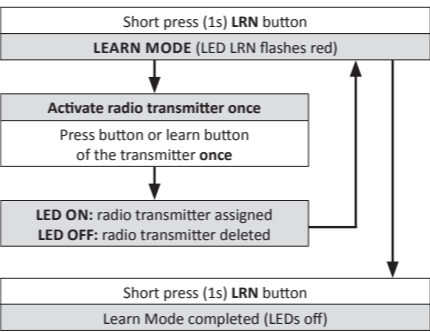 Short press (1s) LRN button
LEARN MODE (LED LRN flashes red)
Activate radio transmitter once
Press button or learn button
of the transmitter once
LED ON: radio transmitter assigned
LED OFF: radio transmitter deleted
Short press (1s) LRN button
Learn Mode completed (LEDs off)